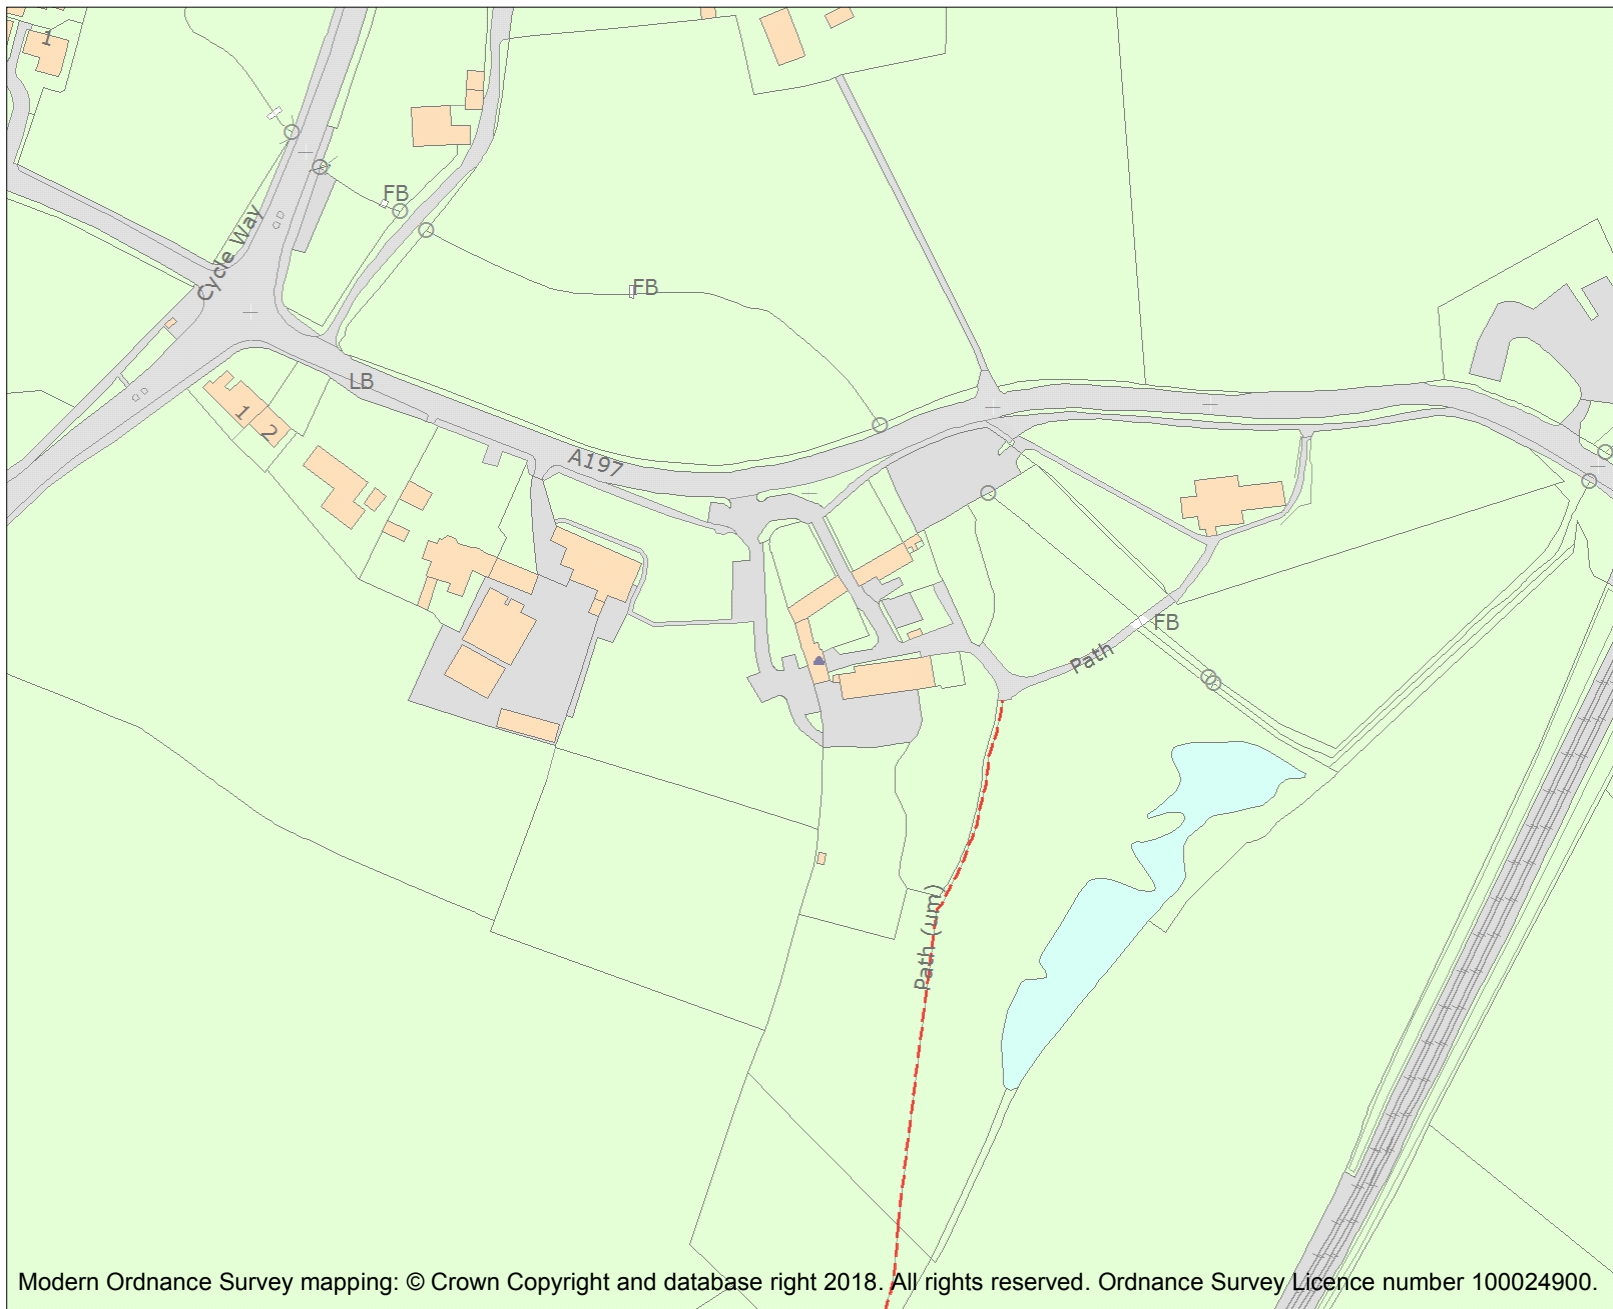 1
FB
Cycle Way
FB
LB
1
2
A197
FB
Path
Path (um)
Modern Ordnance Survey mapping: © Crown Copyright and database right 2018. All rights reserved. Ordnance Survey Licence number 100024900.